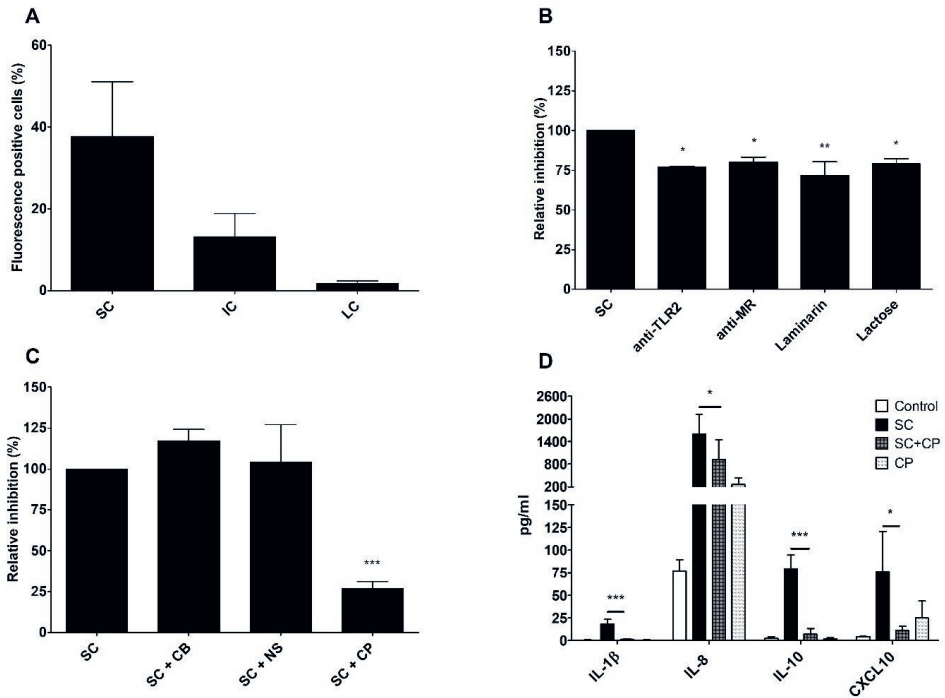 A
Fluorescence positive cells (%)
60
40
20
0
SC
IC
LC
B
Relative inhibition (%)
150
125
100
75
50
25
0
*
*
**
*
SC
anti-TLR2
anti-MR
Laminarin
Lactose
C
Relative inhibition (%)
150
125
100
75
50
25
0
***
SC
SC + CB
SC + NS
SC + CP
D
pg/ml
2600
2000
1400
800
200
150
100
75
50
25
0
***
*
***
*
Control
SC
SC+CP
CP
IL-1β
IL-8
IL-10
CXCL10